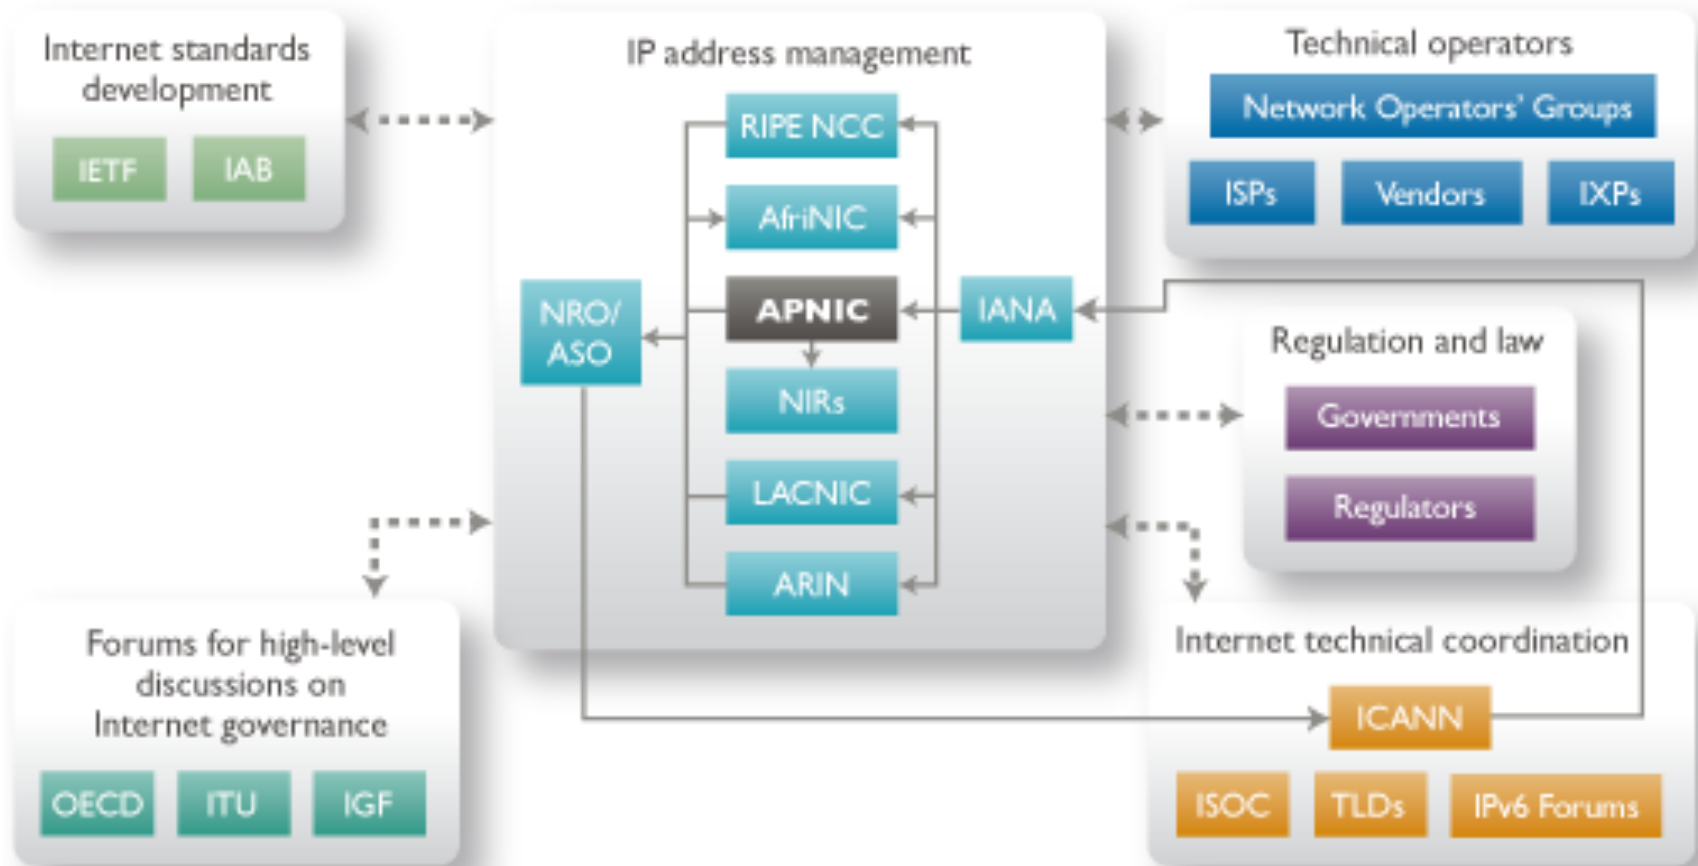 Internet standards
development
IETF
IAB
IP address management
RIPE NCC
AfriNIC
APNIC
NIRs
LACNIC
ARIN
NRO/
ASO
IANA
Technical operators
Network Operators' Groups
ISPs
Vendors
IXPs
Regulation and law
Governments
Regulators
Forums for high-level
discussions on
Internet governance
OECD
ITU
IGF
Internet technical coordination
ICANN
ISOC
TLDs
IPv6 Forums